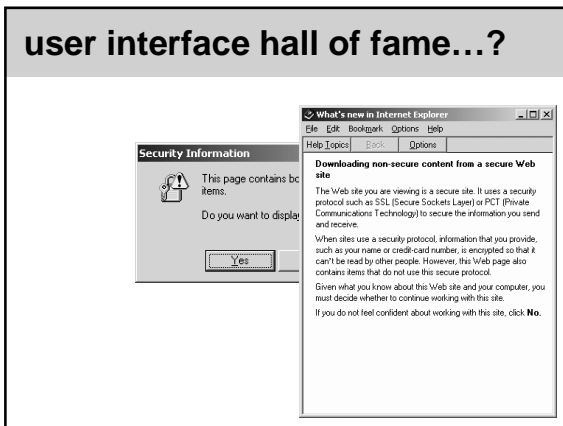 user interface hall of fame…?
Security Information
This page contains bo
items.
Do you want to displa
Yes
What's new in Internet Explorer
File Edit Bookmark Options Help
Help Topics Back Options
Downloading non-secure content from a secure Web
site
The Web site you are viewing is a secure site. It uses a security
protocol such as SSL (Secure Sockets Layer) or PCT (Private
Communications Technology) to secure the information you send
and receive.
When sites use a security protocol, information that you provide,
such as your name or credit-card number, is encrypted so that it
can't be read by other people. However, this Web page also
contains items that do not use this secure protocol.
Given what you know about this Web site and your computer, you
must decide whether to continue working with this site.
If you do not feel confident about working with this site, click No.